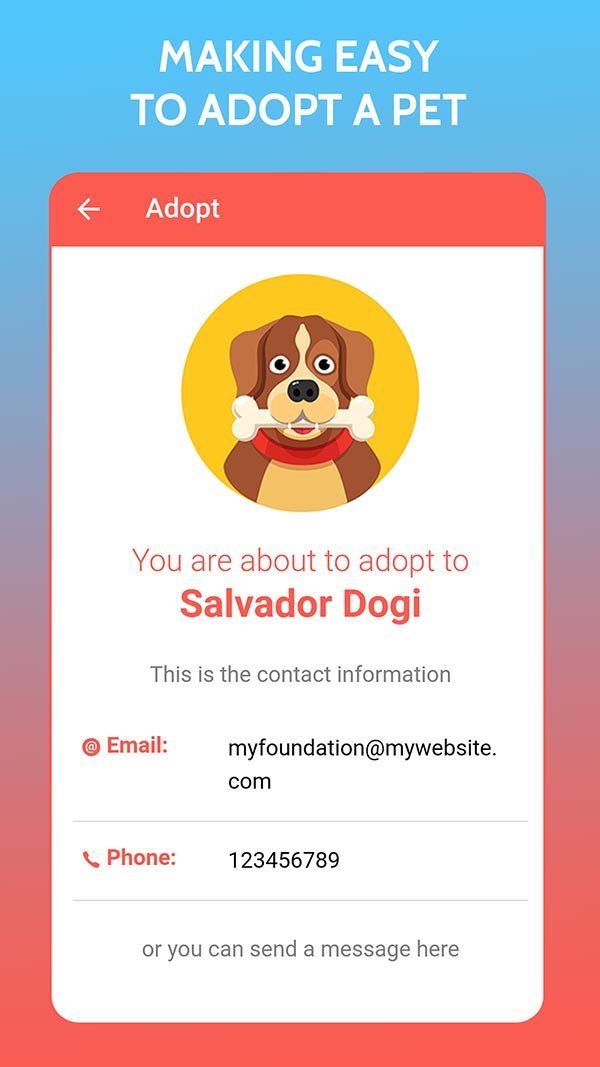 MAKING EASY
TO ADOPT A PET
Adopt
You are about to adopt to
Salvador Dogi
This is the contact information
@ Email: myfoundation@mywebsite.
com
Phone: 123456789
or you can send a message here